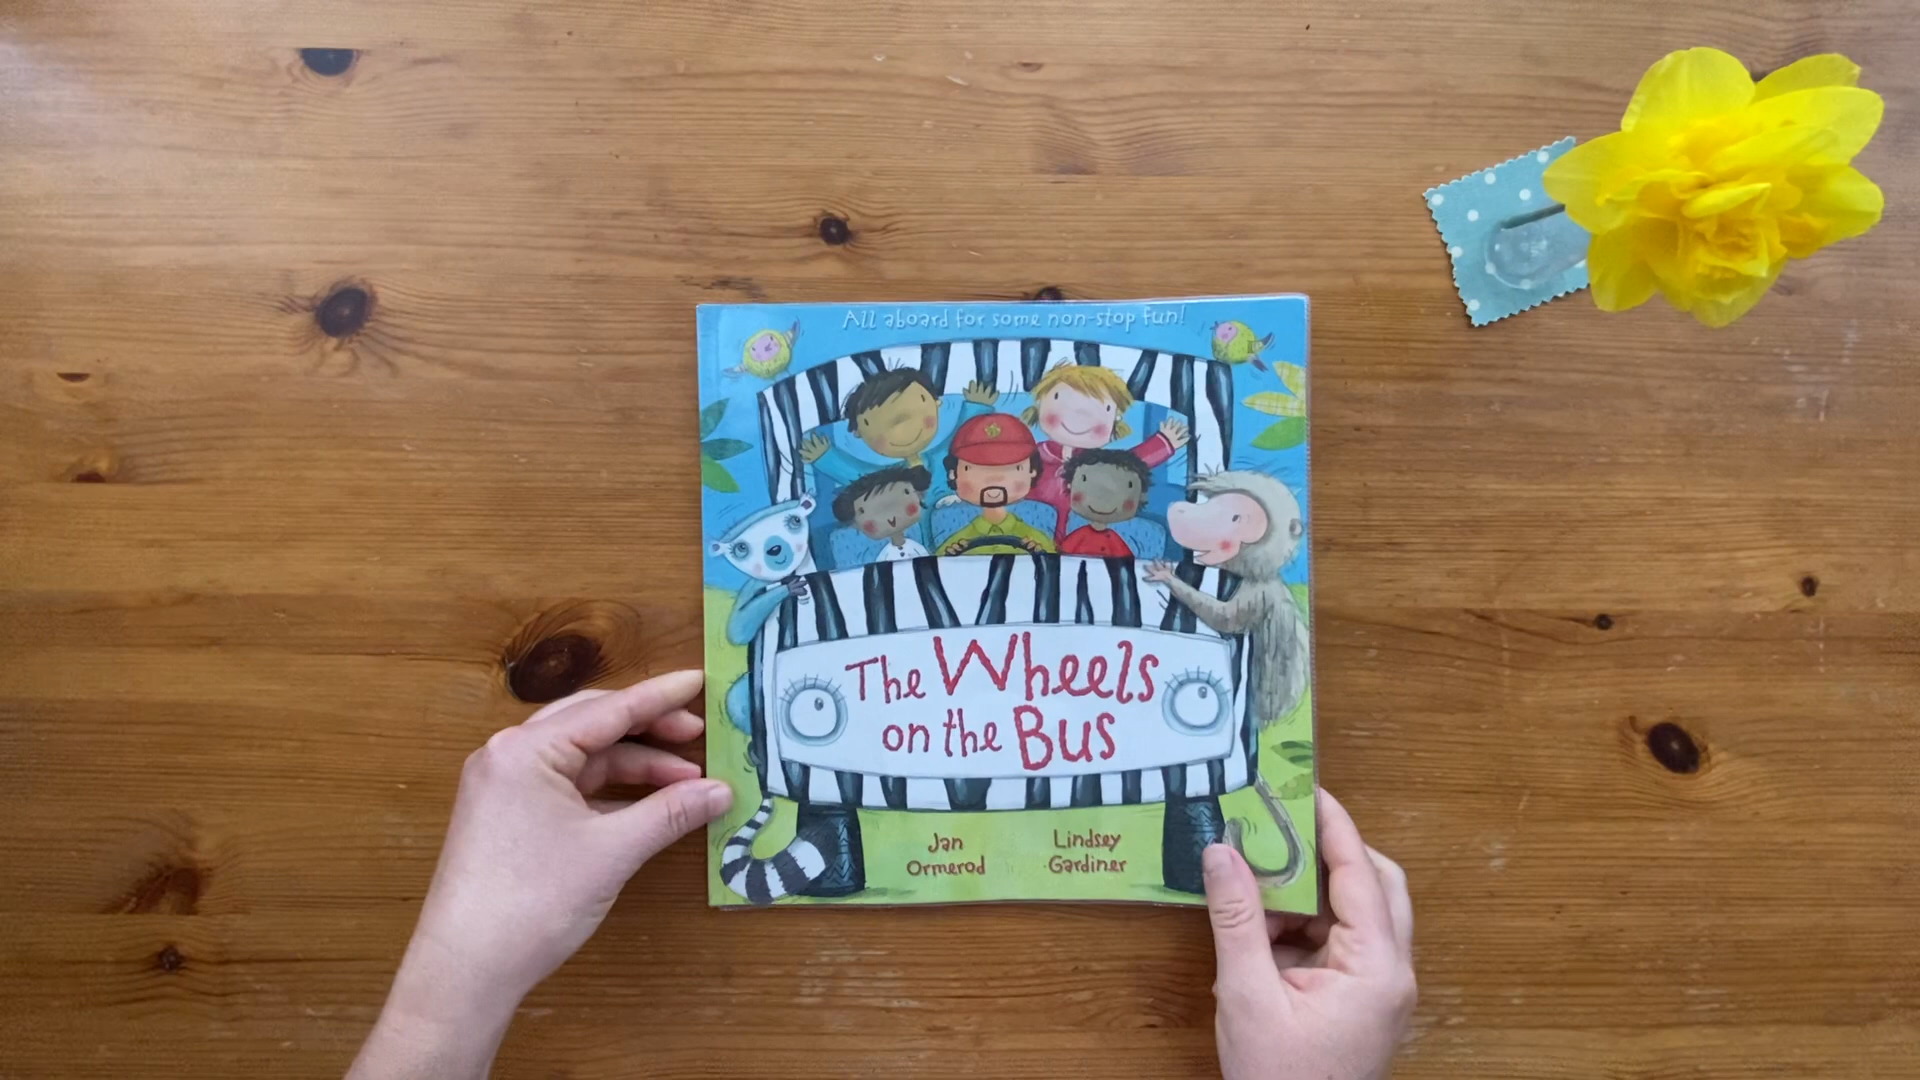 All aboard for some non-stop fun!
The Wheels
on the Bus
Jan
Ormerod
Lindsey
Gardiner